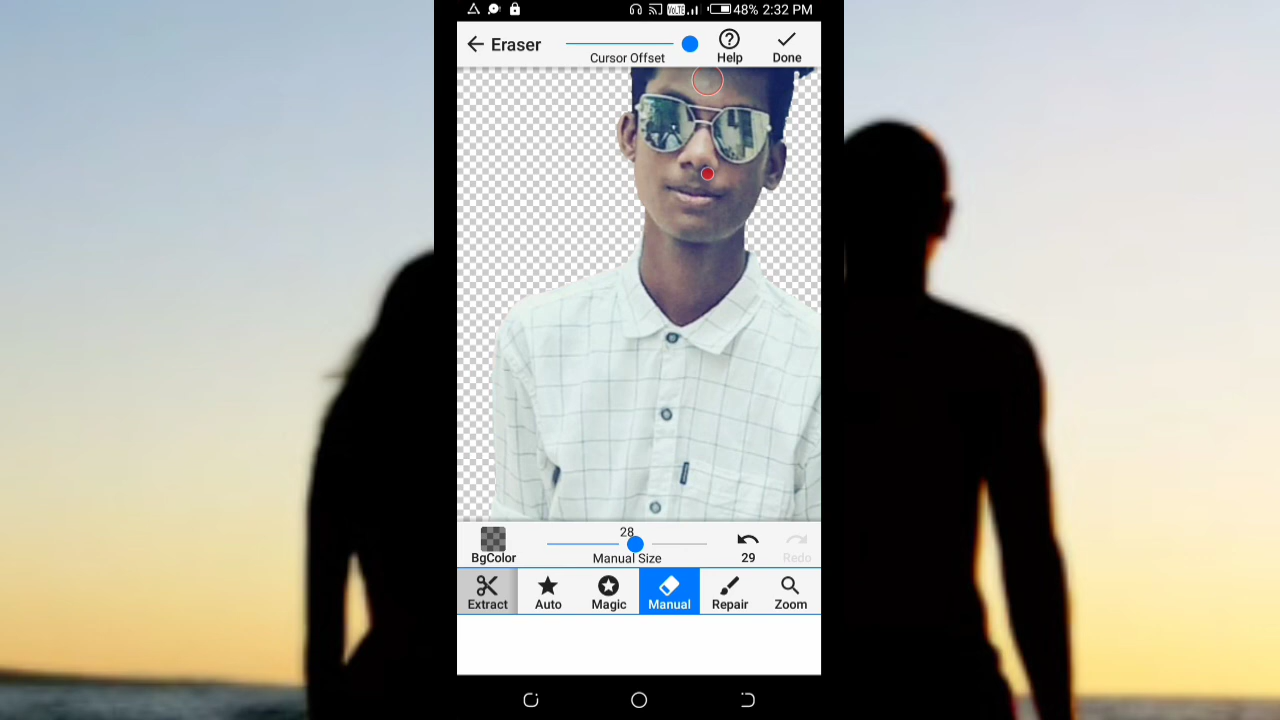 VoLTE 48% 2:32 PM
Eraser
Cursor Offset
Help
Done
28
BgColor
Manual Size
29
Redo
Extract
Auto
Magic
Manual
Repair
Zoom